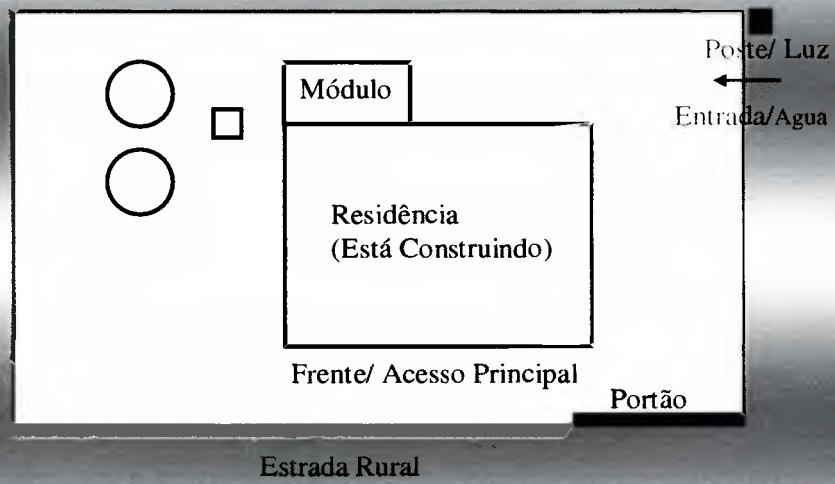 Poste/ Luz
Módulo
Entrada/Agua
Residência
(Está Construindo)
Frente/ Acesso Principal
Portão
Estrada Rural